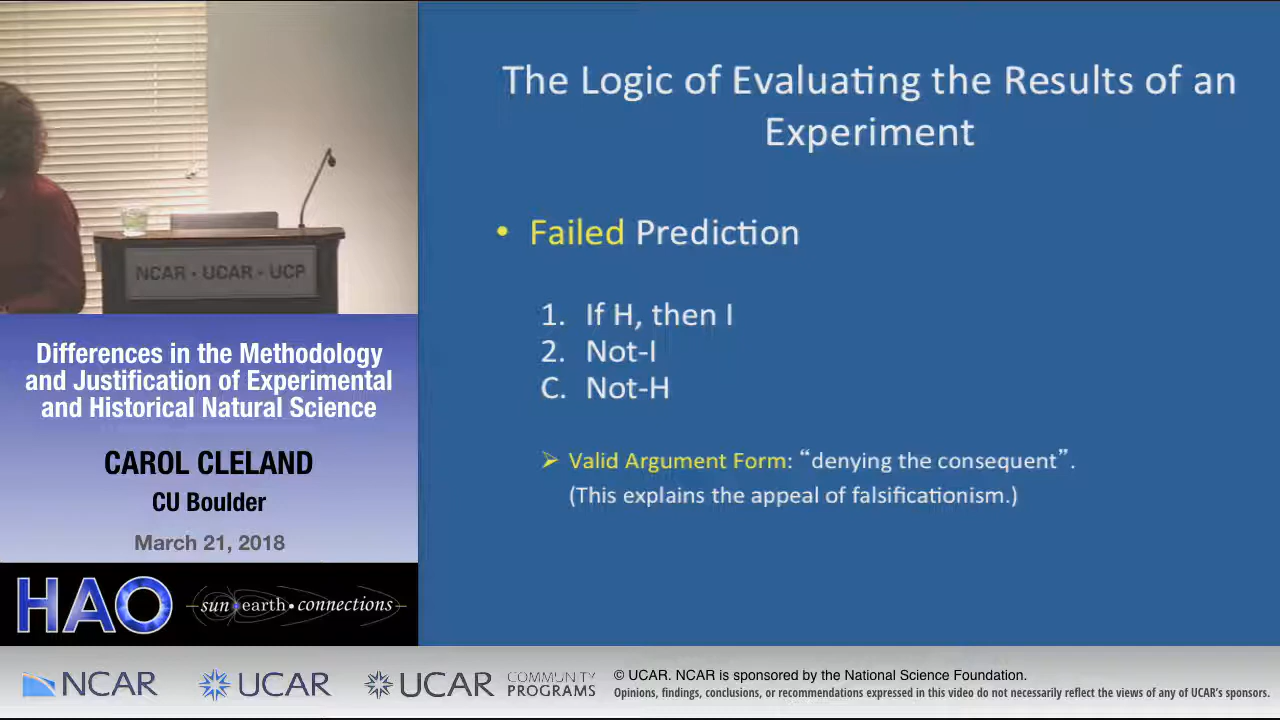 The Logic of Evaluating the Results of an
Experiment
• Failed Prediction
1. If H, then I
2. Not-I
C. Not-H
➢ Valid Argument Form: “denying the consequent”.
(This explains the appeal of falsificationism.)
NCAR • UCAR • UCP
Differences in the Methodology
and Justification of Experimental
and Historical Natural Science
CAROL CLELAND
CU Boulder
March 21, 2018
HAO
sun•earth•connections
NCAR
UCAR
UCAR
COMMUNITY
PROGRAMS
© UCAR. NCAR is sponsored by the National Science Foundation.
Opinions, findings, conclusions, or recommendations expressed in this video do not necessarily reflect the views of any of UCAR's sponsors.